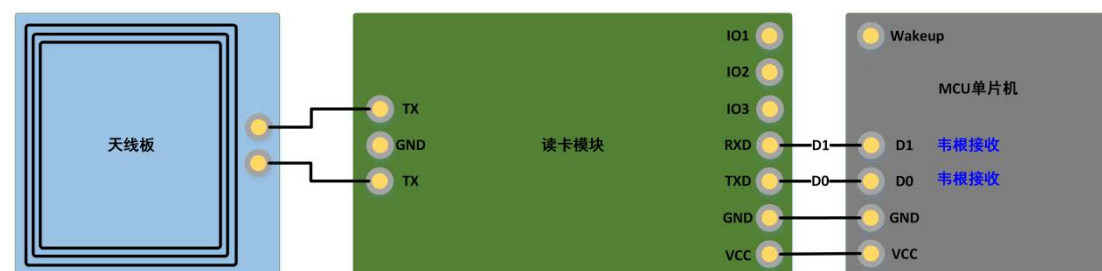 天线板
TX
GND
TX
读卡模块
IO1
IO2
IO3
RXD
TXD
GND
VCC
D1
D0
Wakeup
MCU单片机
D1 韦根接收
D0 韦根接收
GND
VCC